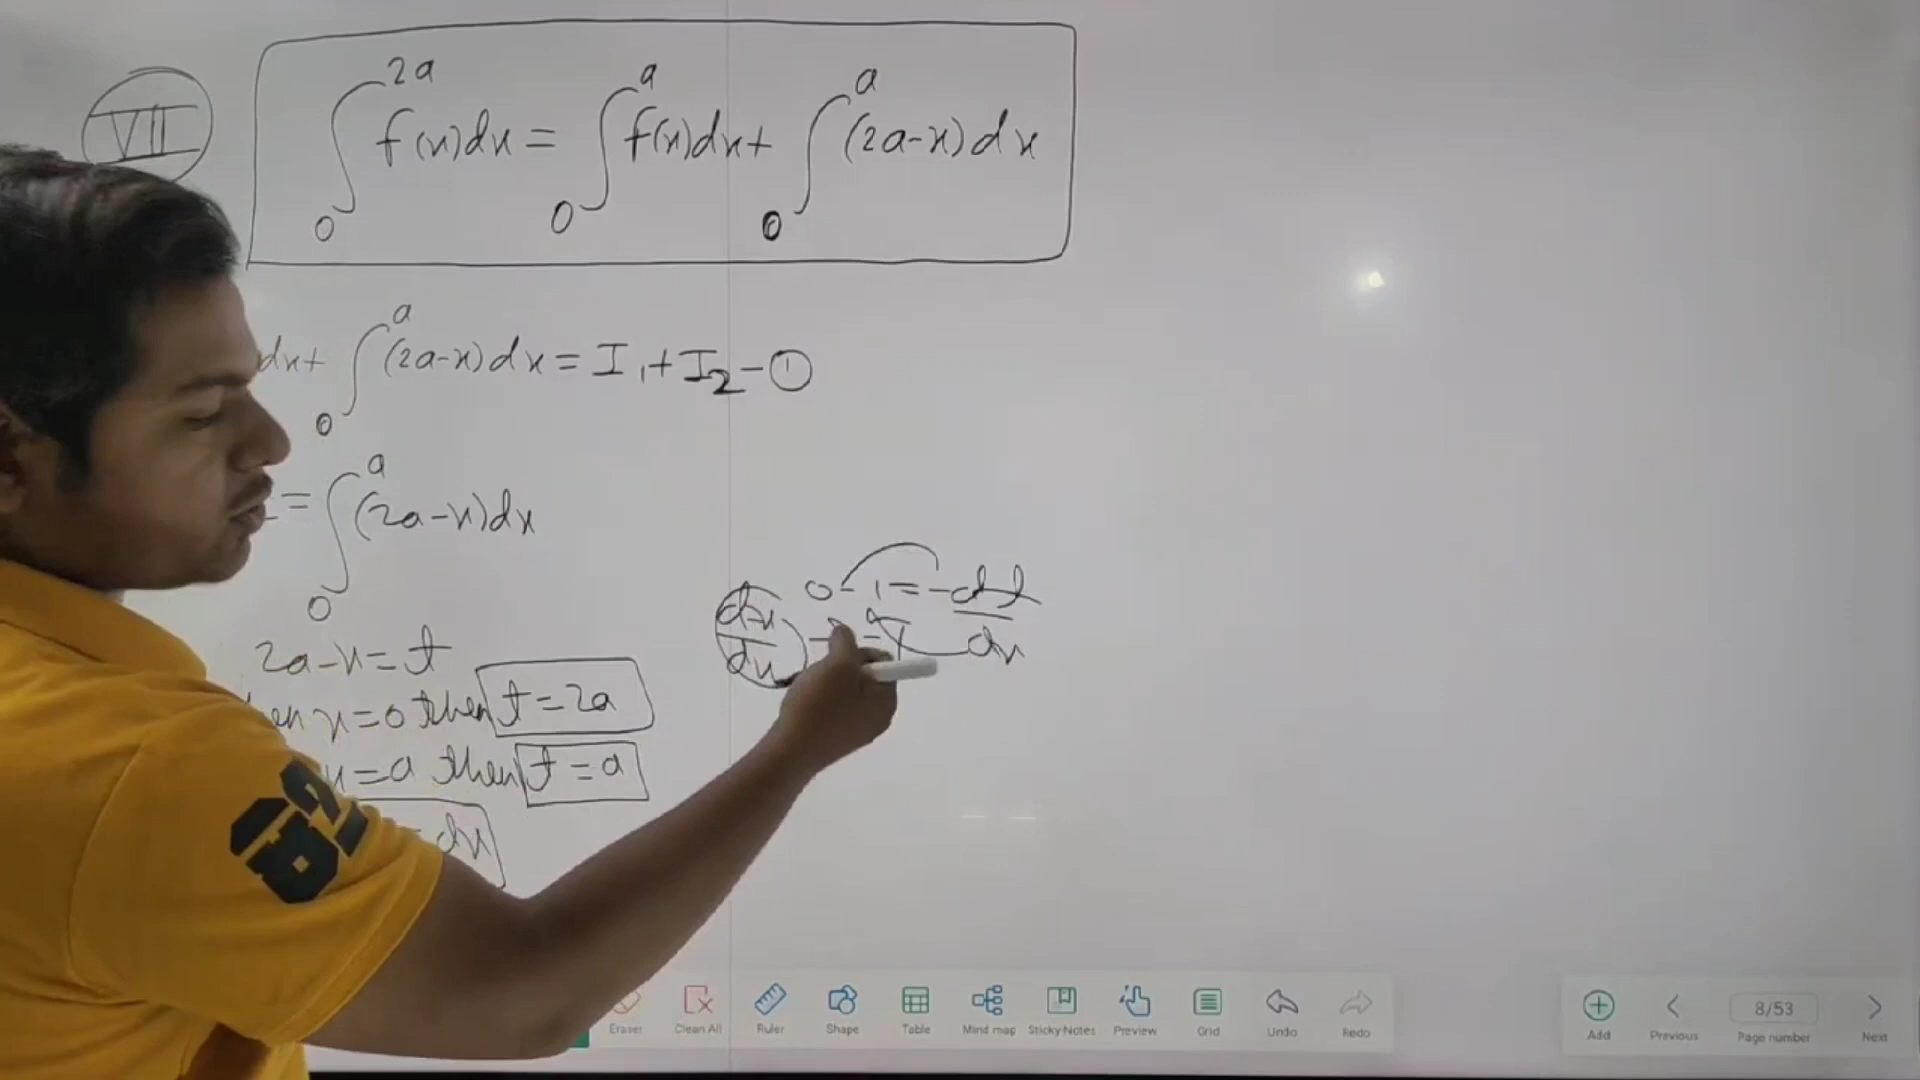 VII
∫₀^2a f(x)dx = ∫₀^a f(x)dx + ∫₀^a (2a-x)dx
dx + ∫₀^a (2a-x)dx = I₁ + I₂ - ①
= ∫₀^a (2a-x)dx
2a-x=t
x=0 then t=2a
x=a then t=a
dx
dx/dx 0-1=-dt/dx
Eraser Clean All Ruler Shape Table Mind map Sticky-Notes Preview Grid Undo Redo
Add Previous 8/53 Page number Next